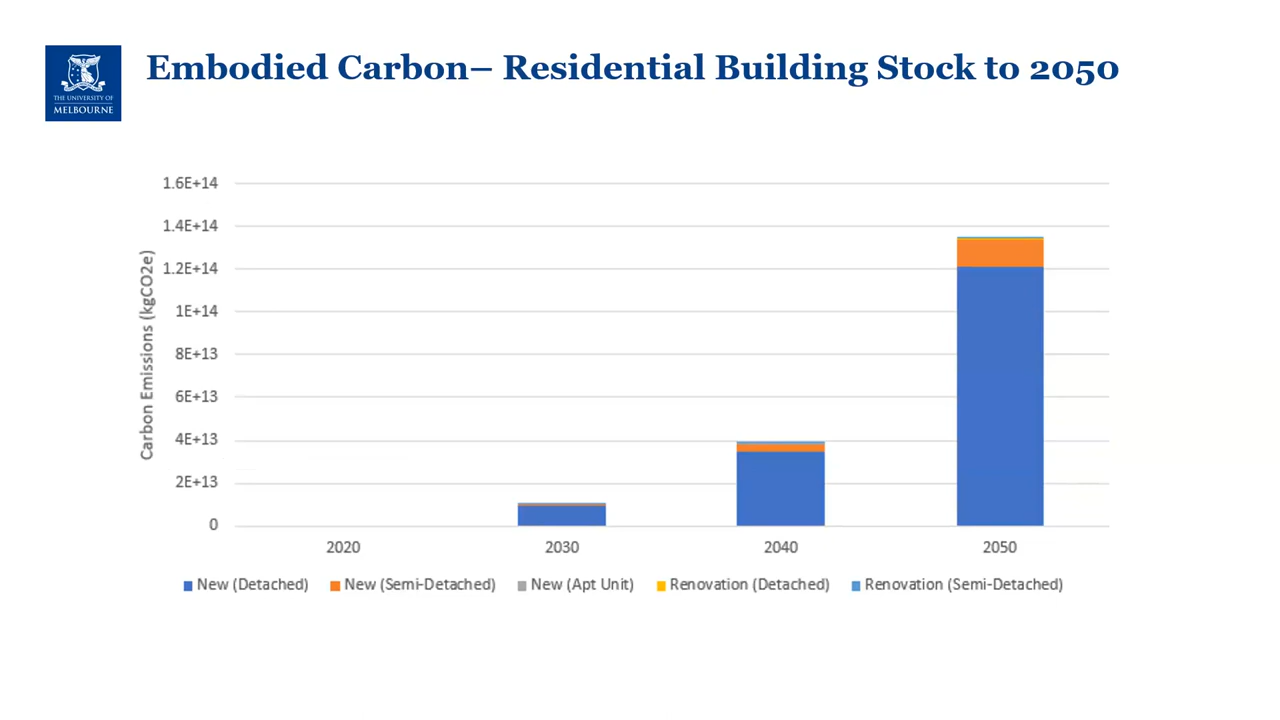 Embodied Carbon– Residential Building Stock to 2050
THE UNIVERSITY OF
MELBOURNE
Carbon Emissions (kgCO2e)
1.6E+14
1.4E+14
1.2E+14
1E+14
8E+13
6E+13
4E+13
2E+13
0
2020 2030 2040 2050
New (Detached) New (Semi-Detached) New (Apt Unit) Renovation (Detached) Renovation (Semi-Detached)